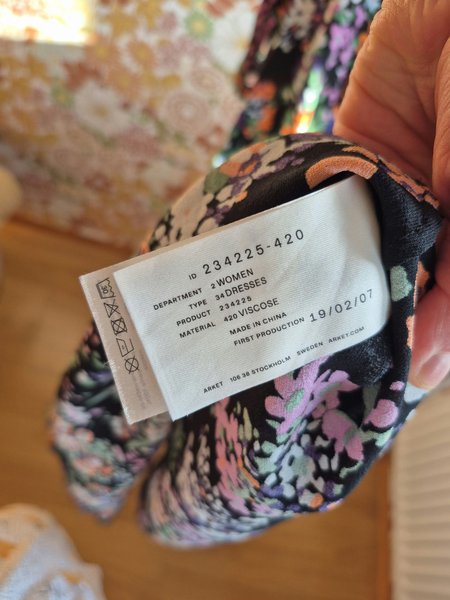 ID 234225-420
DEPARTMENT 2 WOMEN
TYPE 34 DRESSES
PRODUCT 234225
MATERIAL 420 VISCOSE
MADE IN CHINA
FIRST PRODUCTION 19/02/07
ARKET 106 38 STOCKHOLM SWEDEN, ARKET.COM